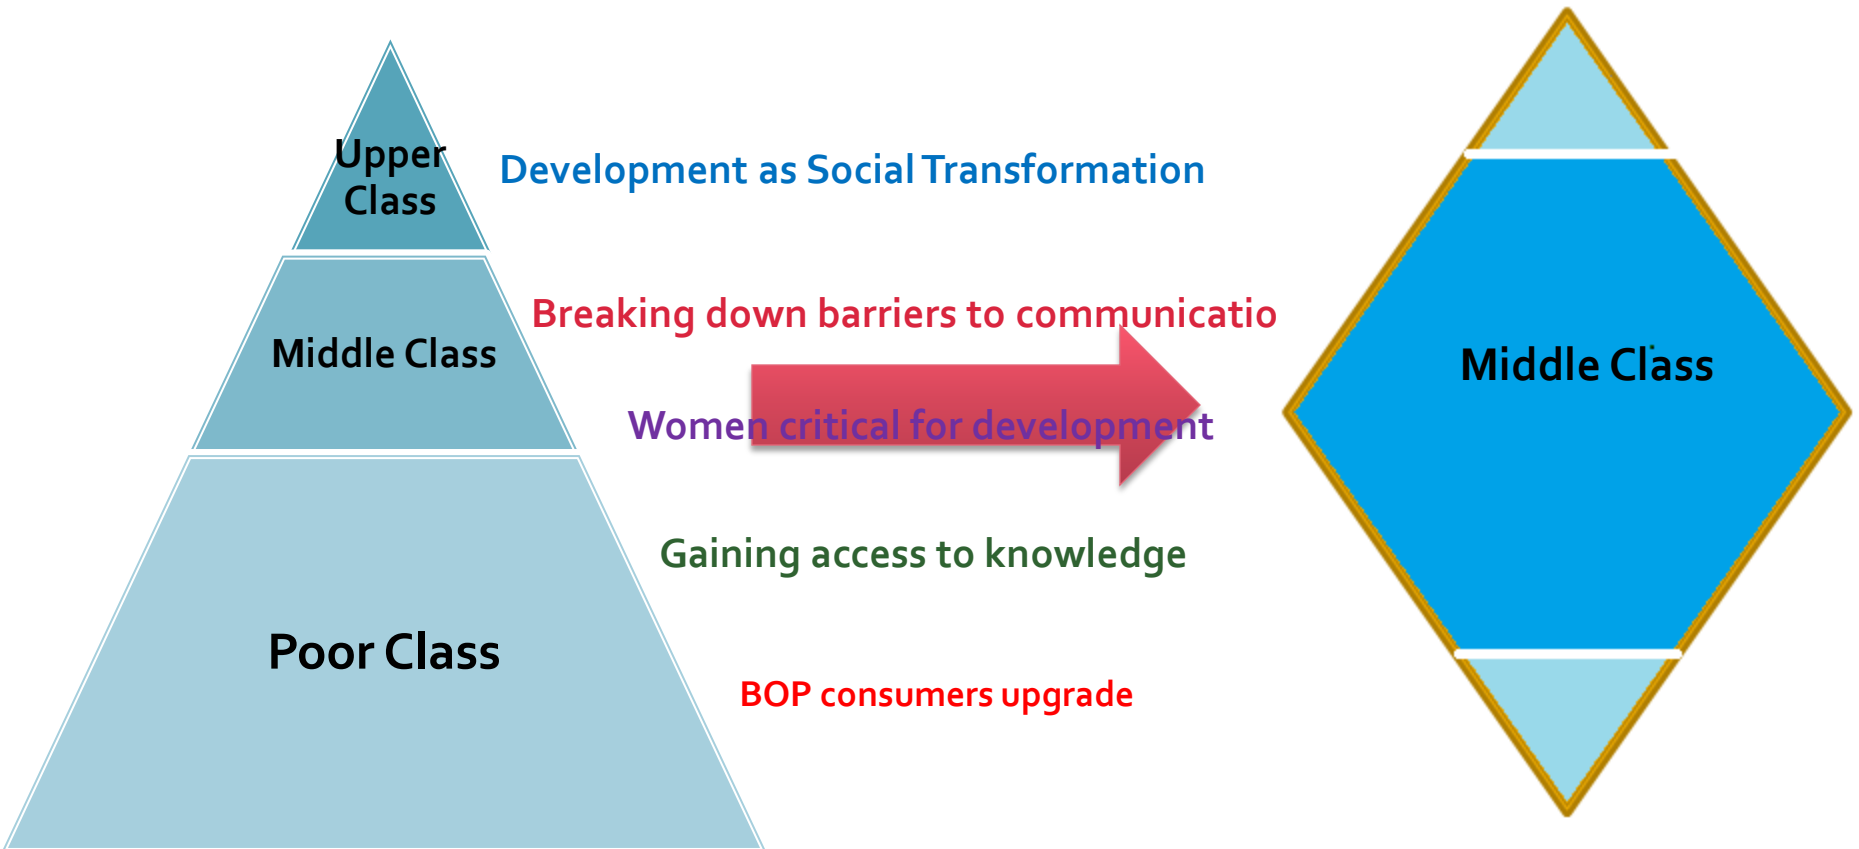 Upper
Class
Development as Social Transformation
Breaking down barriers to communicatio
Middle Class
Women critical for development
Gaining access to knowledge
Poor Class
BOP consumers upgrade
Middle Class